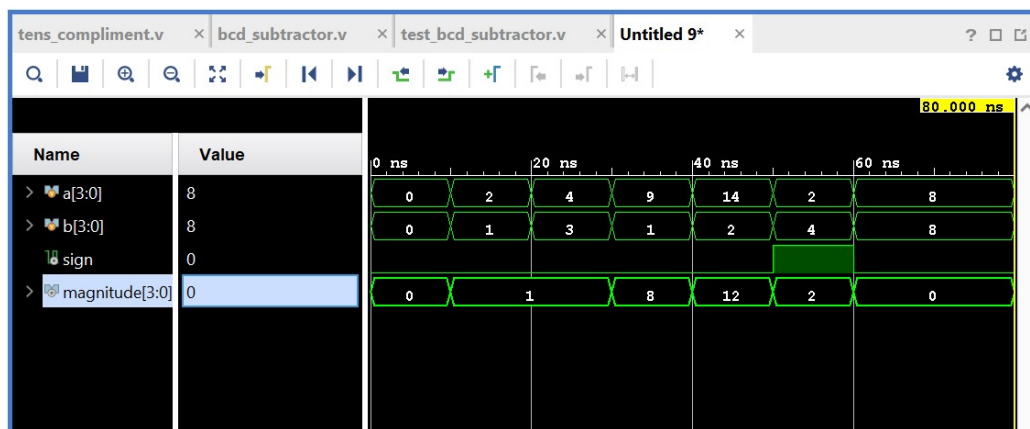 tens_compliment.v × bcd_subtractor.v × test_bcd_subtractor.v × Untitled 9* × ?
80.000 ns
Name Value
0 ns 20 ns 40 ns 60 ns
a[3:0] 8 0 2 4 9 14 2 8
b[3:0] 8 0 1 3 1 2 4 8
sign 0
magnitude[3:0] 0 0 1 8 12 2 0